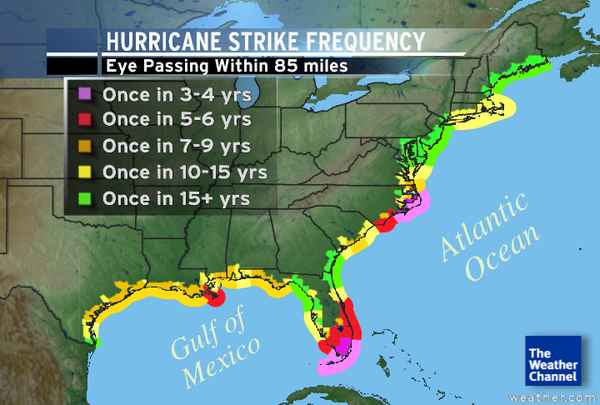 HURRICANE STRIKE FREQUENCY
Eye Passing Within 85 miles
Once in 3-4 yrs
Once in 5-6 yrs
Once in 7-9 yrs
Once in 10-15 yrs
Once in 15+ yrs
Atlantic
Ocean
Gulf of
Mexico
The
Weather
Channel
weather.com